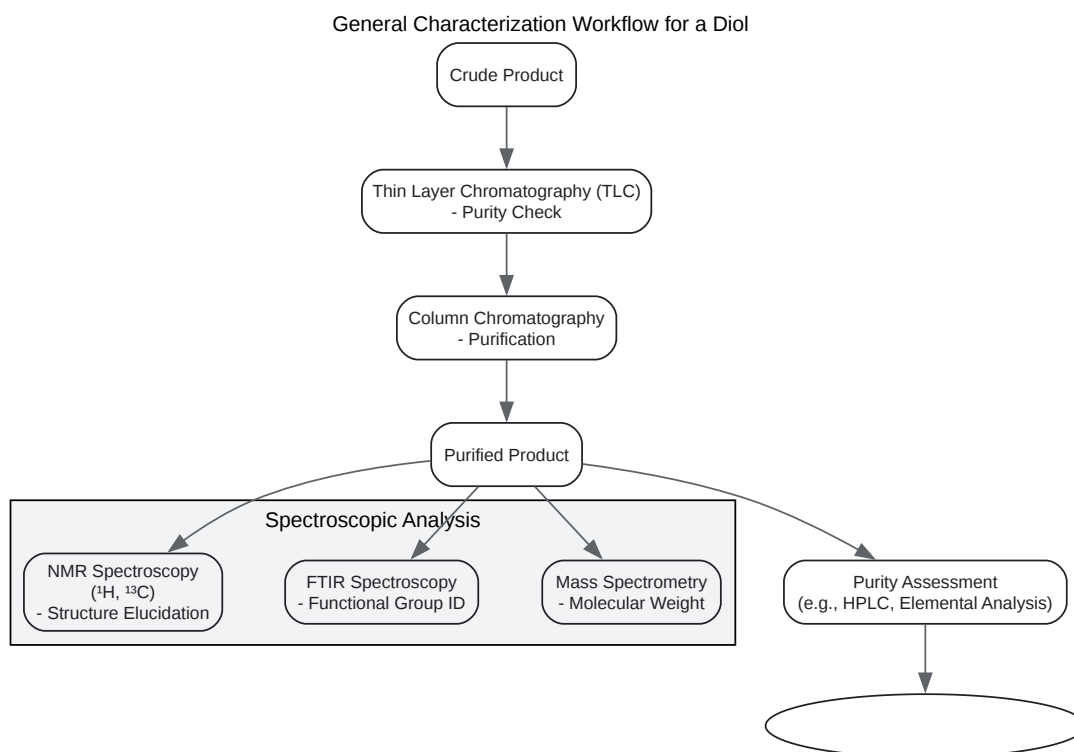 General Characterization Workflow for a Diol
Crude Product
Thin Layer Chromatography (TLC)
- Purity Check
Column Chromatography
- Purification
Purified Product
Spectroscopic Analysis
NMR Spectroscopy
(¹H, ¹³C)
- Structure Elucidation
FTIR Spectroscopy
- Functional Group ID
Mass Spectrometry
- Molecular Weight
Purity Assessment
(e.g., HPLC, Elemental Analysis)